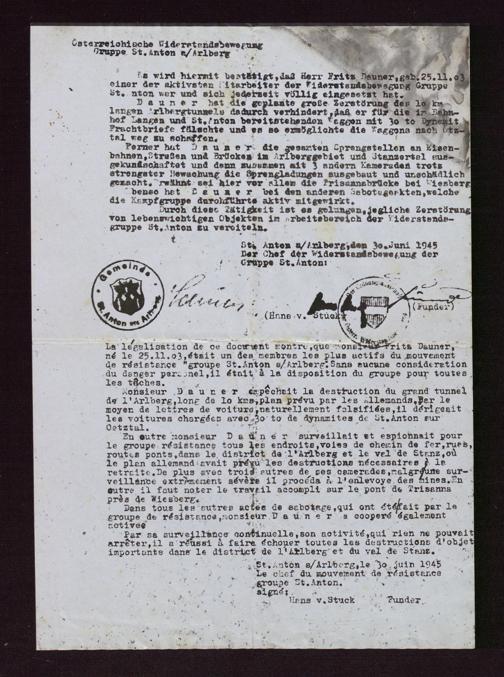 Österreichische Widerstandsbewegung
Gruppe St.Anton a/Arlberg
Es wird hiermit bestätigt,daß Herr Fritz Dauner,geb.25.11.03
einer der aktivsten Mitarbeiter der Widerstandsbewegung Gruppe
St. nton war und sich jederzeit völlig eingesetzt hat.
D a u n e r hat die geplante große Zerstörung des 10 km
langen Arlbergtunnels dadurch verhindert,daß er für die im Bahn-
hof Langen und St.Anton bereitstehenden Waggon mit 30 to Dynamit
Frachtbriefe fälschte und es so ermöglichte die Waggons nach Ötz-
tal weg zu schaffen.
Ferner hat D a u n e r die gesamten Sprengstellen an Eisen-
bahnen,Straßen und Brücken im Arlberggebiet und Stanzertal aus-
gekundschaftet und dann zusammen mit 3 andern Kameraden trotz
strengster Bewachung die Sprengladungen ausgebaut und unschädlich
gemacht. rwähnt sei hier vor allem die Trisannabrücke bei Wiesberg
benso hat D a u n e r bei den anderen Sabotageakten,welche
die Kampfgruppe durchführte aktiv mitgewirkt.
Durch diese Tätigkeit ist es gelungen,jegliche Zerstörung
von lebenswichtigen Objekten im Arbeitsbereich der Widerstands-
gruppe St.Anton zu vereiteln.
St. Anton a/Arlberg,den 30.Juni 1945
Der Chef der Widerstandsbewegung der
Gruppe St.Anton:
Gemeinde
St. Anton am Arlberg
(Hans v. Stuck
(Funder)
La légalisation de ce document montre,que monsieur Fritz Dauner,
né le 25.11.03,était un des membres les plus actifs du mouvement
de résistance "groupe St.Anton a/Arlberg.Sans aucune considération
du danger personel,il était à la disposition du groupe pour toutes
les tâches.
Monsieur D a u n e r empêchait la destruction du grand tunnel
de l'Arlberg,long de 10 kms,plan prévu par les Allemands.Par le
moyen de lettres de voiture,naturellement falsifiées,il dérigeait
les voitures chargées avec 30 to de dynamites de St.Anton sur
Oetztal.
En outre monsieur D a u n e r surveillait et espionnait pour
le groupe résistance tous les endroits,voies de chemin de fer,rues,
routes ponts,dans le district de l'Arlberg et le val de Stanz,où
le plan allemand avait prévu les destructions nécessaires à la
retraite.De plus avec trois autres de ses camerades,malgré une sur-
veillance extrêmement sévère il procéda à l'enlevoye des mines.En
outre il faut noter le travail accompli sur le pont de Trisanna
près de Wiesberg.
Dans tous les autres actes de sabotage,qui ont été fait par le
groupe de résistance,monsieur D a u n e r a cooperé également
notives
Par sa surveillance continuelle,son activité,qui rien ne pouvait
arrêter,il a réussi à faire échouer toutes les destructions d'objet
importants dans le district de l'Arlberg et du val de Stanz.
St.Anton a/Arlberg,le 30 juin 1945
Le chef du mouvement de résistance
groupe St.Anton.
signé:
Hans v.Stuck Funder